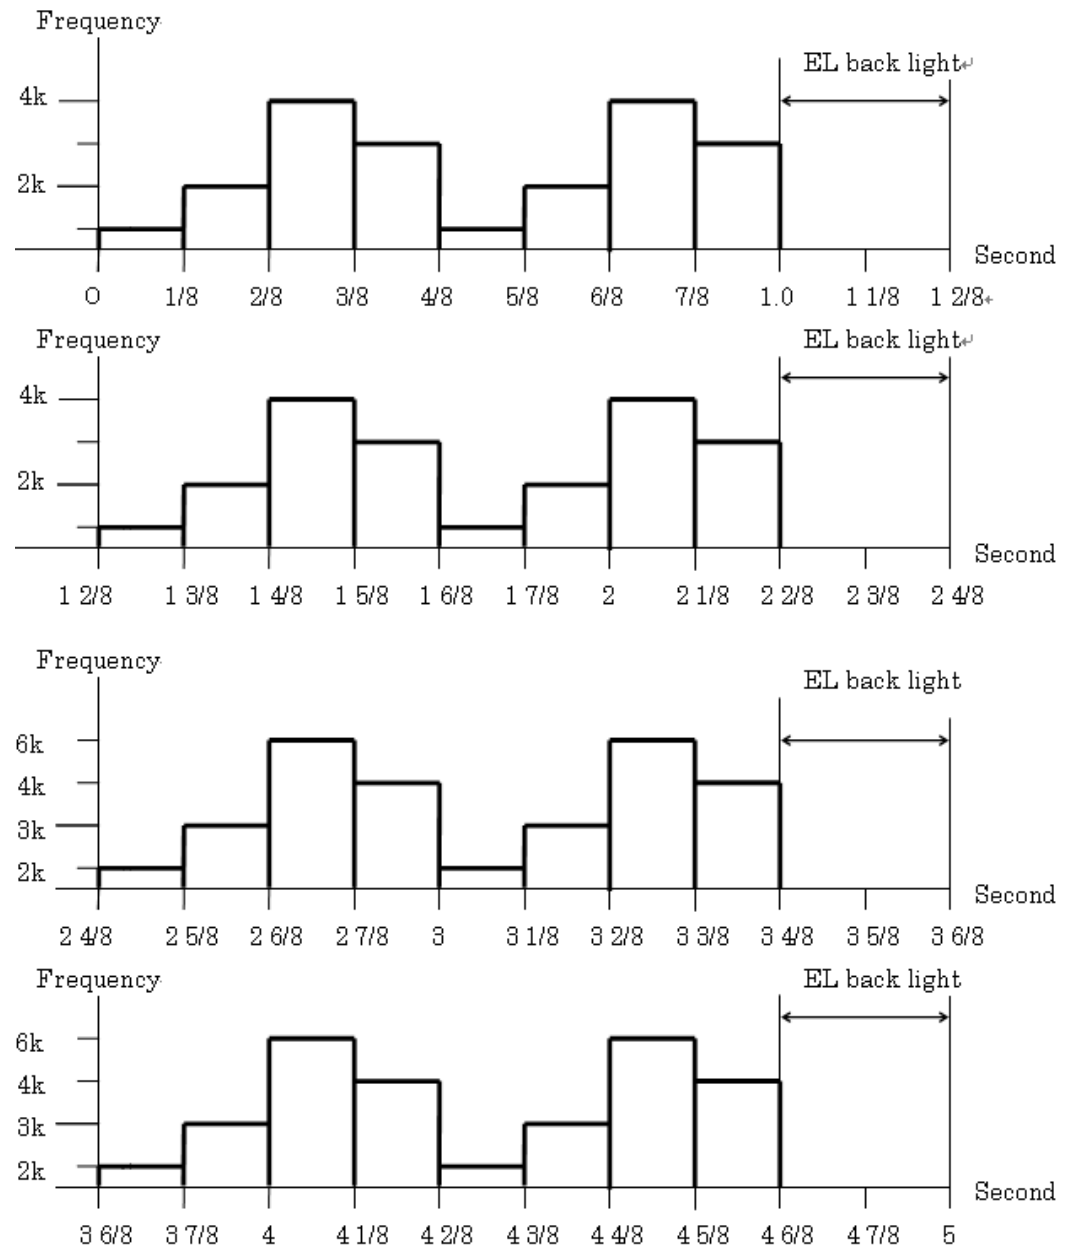 Frequency
EL back light↵
4k
2k
Second
0 1/8 2/8 3/8 4/8 5/8 6/8 7/8 1.0 1 1/8 1 2/8
Frequency EL back light↵
4k
2k
Second
1 2/8 1 3/8 1 4/8 1 5/8 1 6/8 1 7/8 2 2 1/8 2 2/8 2 3/8 2 4/8
Frequency
EL back light
6k
4k
3k
2k
Second
2 4/8 2 5/8 2 6/8 2 7/8 3 3 1/8 3 2/8 3 3/8 3 4/8 3 5/8 3 6/8
Frequency EL back light
6k
4k
3k
2k
Second
3 6/8 3 7/8 4 4 1/8 4 2/8 4 3/8 4 4/8 4 5/8 4 6/8 4 7/8 5